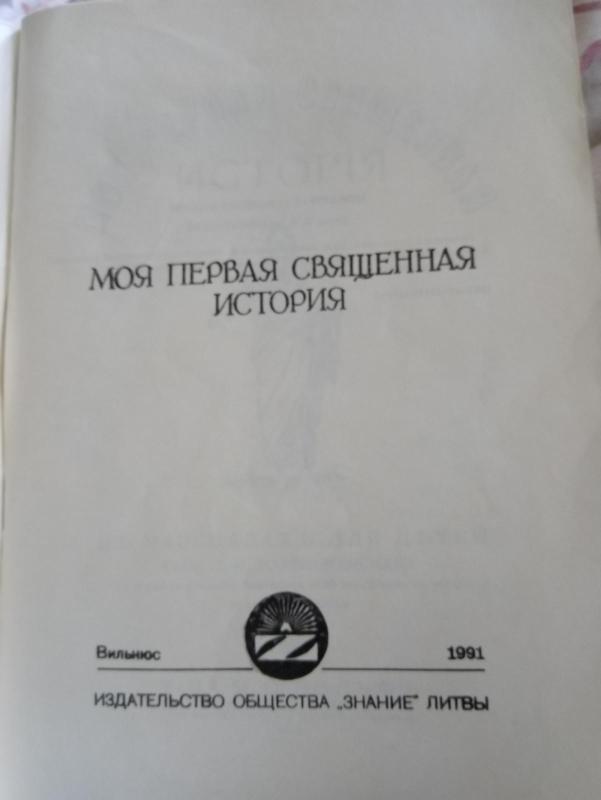 МОЯ ПЕРВАЯ СВЯЩЕННАЯ
ИСТОРИЯ
Вильнюс 1991
ИЗДАТЕЛЬСТВО ОБЩЕСТВА „ЗНАНИЕ" ЛИТВЫ